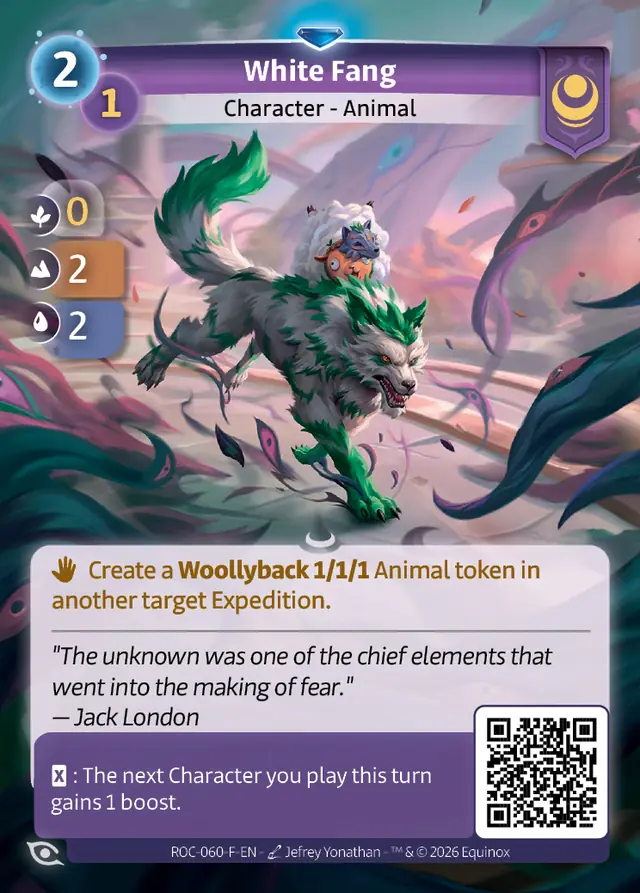 2
White Fang
1
Character - Animal
0
2
2
Create a Woollyback 1/1/1 Animal token in
another target Expedition.
"The unknown was one of the chief elements that
went into the making of fear."
— Jack London
X : The next Character you play this turn
gains 1 boost.
ROC-060-F-EN - Jefrey Yonathan - ™ & © 2026 Equinox